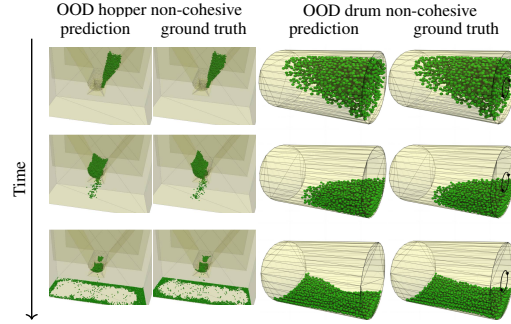 OOD hopper non-cohesive
prediction ground truth
OOD drum non-cohesive
prediction ground truth
Time